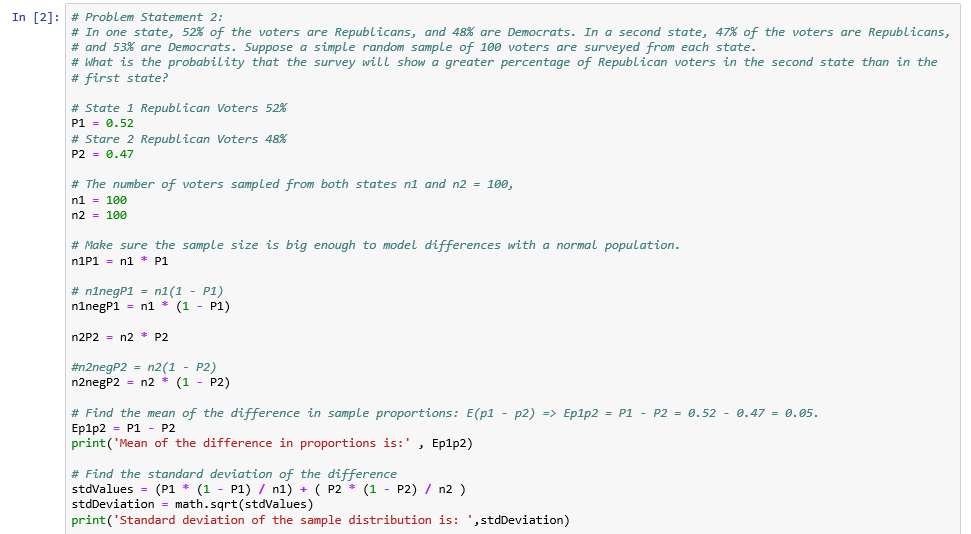 In [2]: # Problem Statement 2:
# In one state, 52% of the voters are Republicans, and 48% are Democrats. In a second state, 47% of the voters are Republicans,
# and 53% are Democrats. Suppose a simple random sample of 100 voters are surveyed from each state.
# What is the probability that the survey will show a greater percentage of Republican voters in the second state than in the
# first state?
# State 1 Republican Voters 52%
P1 = 0.52
# Stare 2 Republican Voters 48%
P2 = 0.47
# The number of voters sampled from both states n1 and n2 = 100,
n1 = 100
n2 = 100
# Make sure the sample size is big enough to model differences with a normal population.
n1P1 = n1 * P1
# n1negP1 = n1(1 - P1)
n1negP1 = n1 * (1 - P1)
n2P2 = n2 * P2
#n2negP2 = n2(1 - P2)
n2negP2 = n2 * (1 - P2)
# Find the mean of the difference in sample proportions: E(p1 - p2) => Ep1p2 = P1 - P2 = 0.52 - 0.47 = 0.05.
Ep1p2 = P1 - P2
print('Mean of the difference in proportions is:' , Ep1p2)
# Find the standard deviation of the difference
stdValues = (P1 * (1 - P1) / n1) + ( P2 * (1 - P2) / n2 )
stdDeviation = math.sqrt(stdValues)
print('Standard deviation of the sample distribution is: ',stdDeviation)